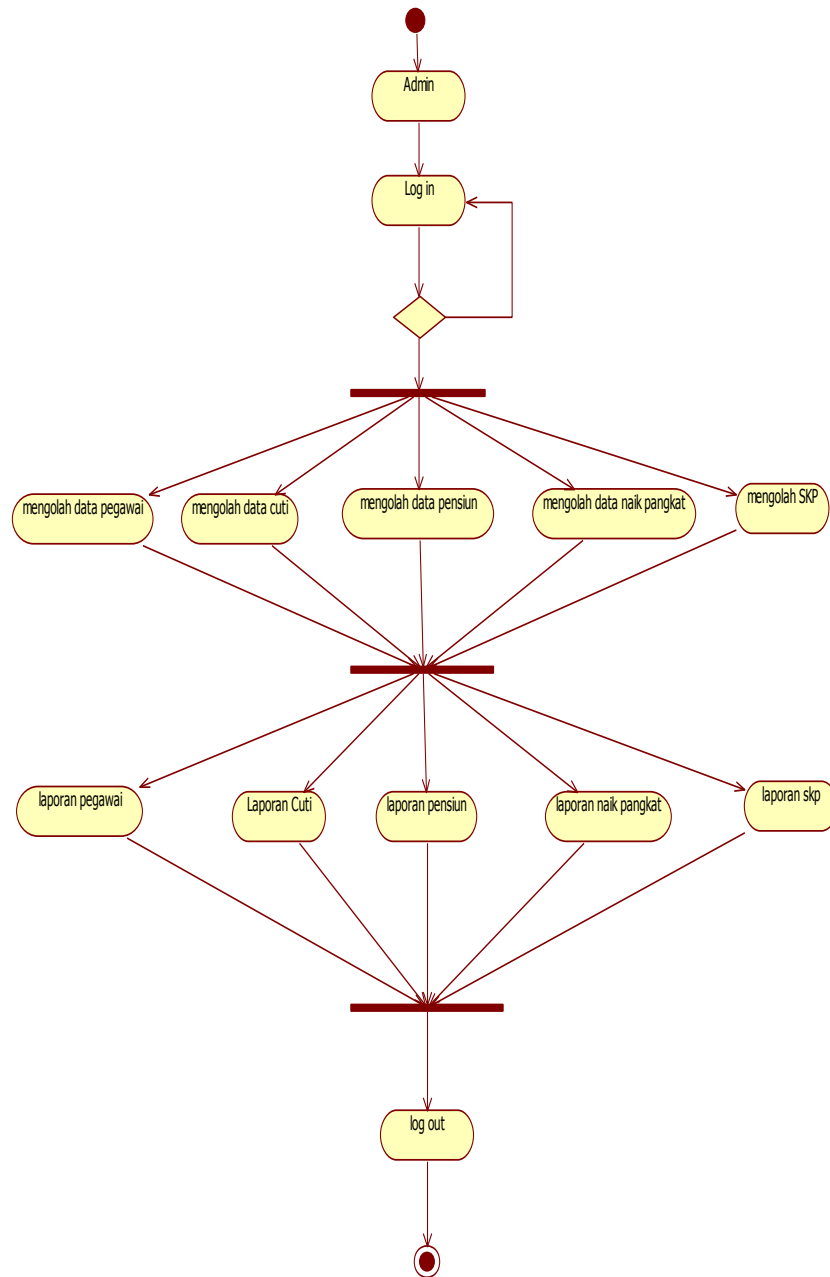 Admin
Log in
mengolah data pegawai
mengolah data cuti
mengolah data pensiun
mengolah data naik pangkat
mengolah SKP
laporan pegawai
Laporan Cuti
laporan pensiun
laporan naik pangkat
laporan skp
log out